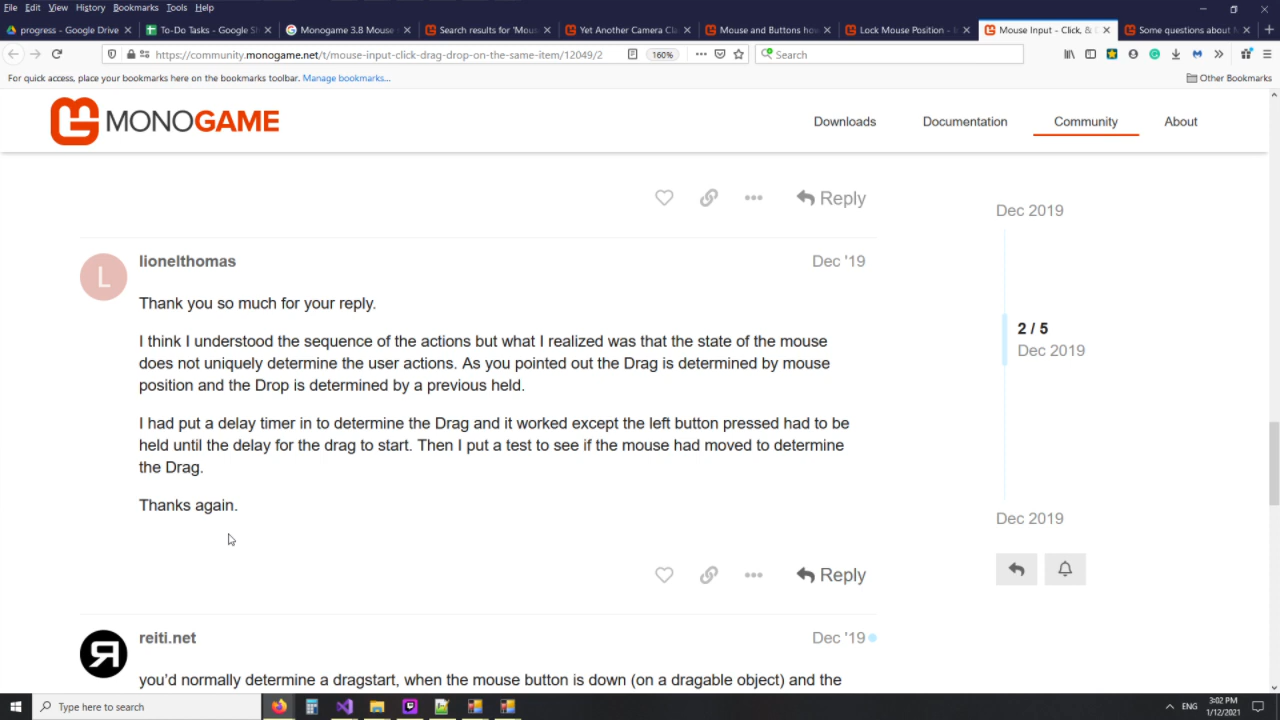 File Edit View History Bookmarks Tools Help
progress - Google Drive
To-Do Tasks - Google Sh
Monogame 3.8 Mouse
Search results for 'Mous
Yet Another Camera Cla
Mouse and Buttons how
Lock Mouse Position -
Mouse Input - Click, &
Some questions about
https://community.monogame.net/t/mouse-input-click-drag-drop-on-the-same-item/12049/2
160%
Search
For quick access, place your bookmarks here on the bookmarks toolbar. Manage bookmarks...
Other Bookmarks
MONOGAME
Downloads Documentation Community About
Reply
Dec 2019
lionelthomas
Dec '19
Thank you so much for your reply.
I think I understood the sequence of the actions but what I realized was that the state of the mouse
does not uniquely determine the user actions. As you pointed out the Drag is determined by mouse
position and the Drop is determined by a previous held.
2 / 5
Dec 2019
I had put a delay timer in to determine the Drag and it worked except the left button pressed had to be
held until the delay for the drag to start. Then I put a test to see if the mouse had moved to determine
the Drag.
Thanks again.
Dec 2019
Reply
reiti.net
Dec '19
you'd normally determine a dragstart, when the mouse button is down (on a dragable object) and the
Type here to search
ENG
3:02 PM
1/12/2021